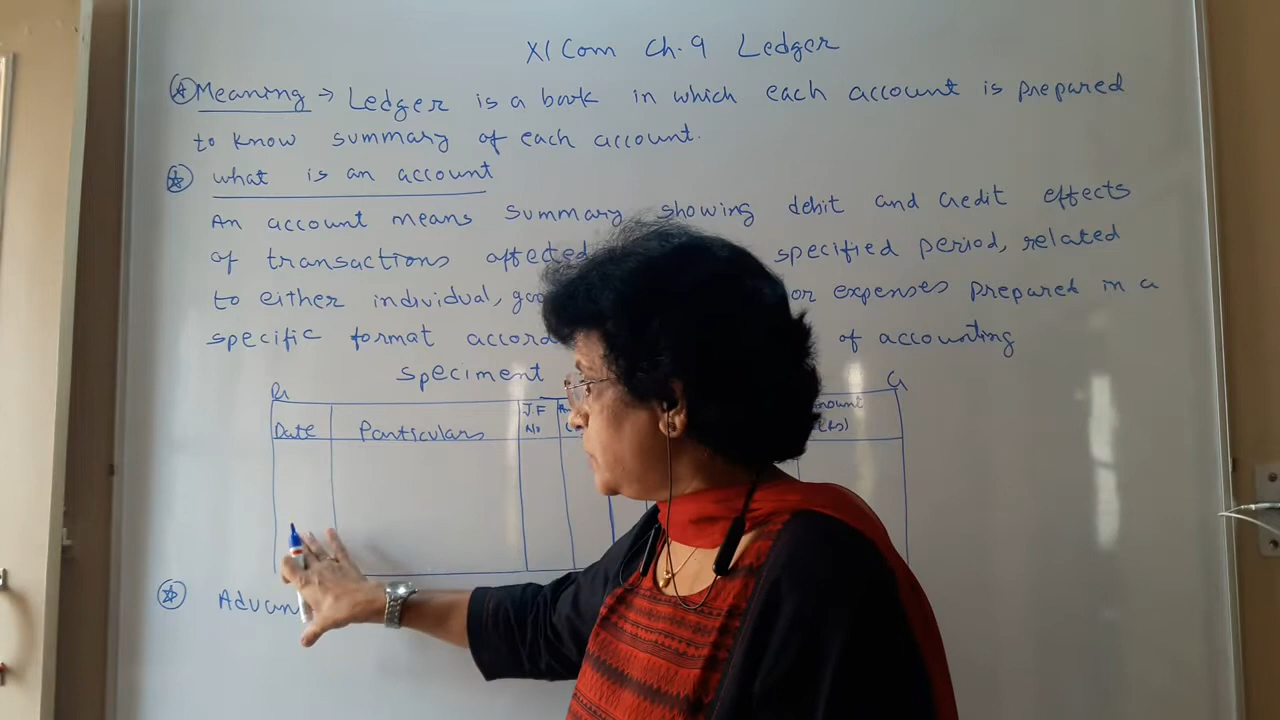 XI Com Ch. 9 Ledger
Meaning → Ledger is a book in which each account is prepared
to know summary of each account.
what is an account
An account means summary showing debit and credit effects
of transactions affected specified period, related
to either individual, or expenses prepared in a
specific format of accounting
speciment
Dr Cr
Date Particulars J.F No (Rs)